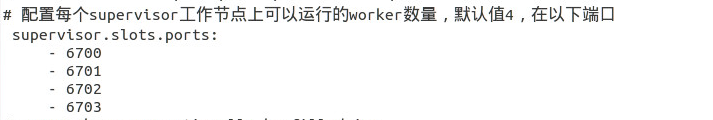 # 配置每个supervisor工作节点上可以运行的worker数量，默认值4，在以下端口
supervisor.slots.ports:
- 6700
- 6701
- 6702
- 6703